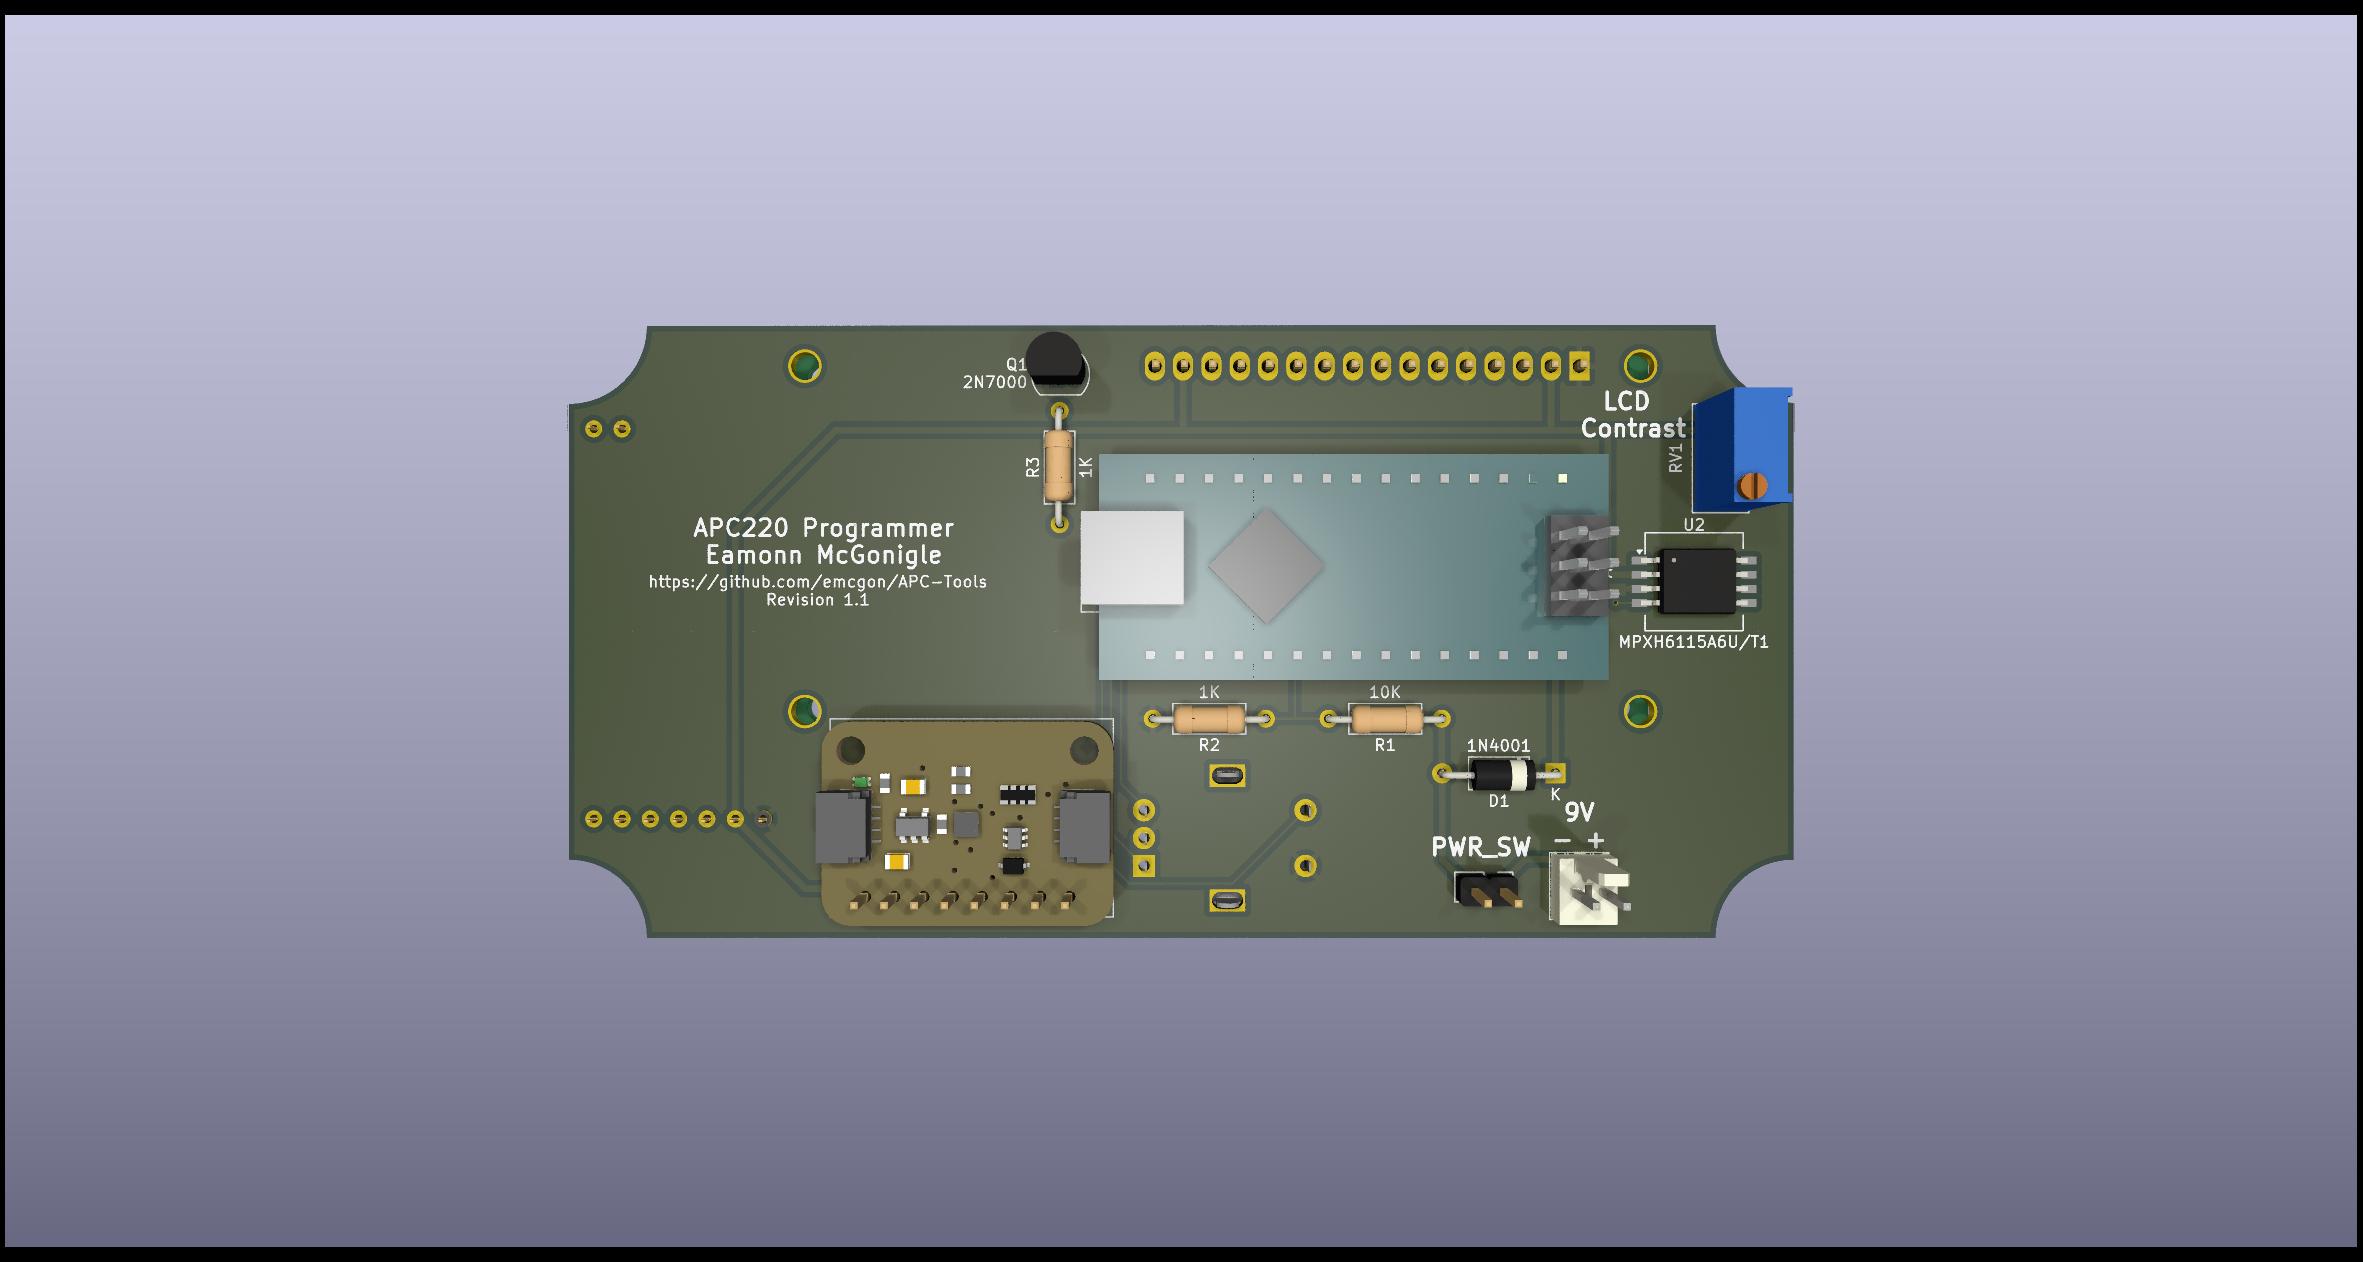 Q1
2N7000
LCD
Contrast
RV1
R3
1K
APC220 Programmer
Eamonn McGonigle
https://github.com/emcgon/APC-Tools
Revision 1.1
U2
MPXH6115A6U/T1
1K
R2
10K
R1
1N4001
D1
K
9V
- +
PWR_SW